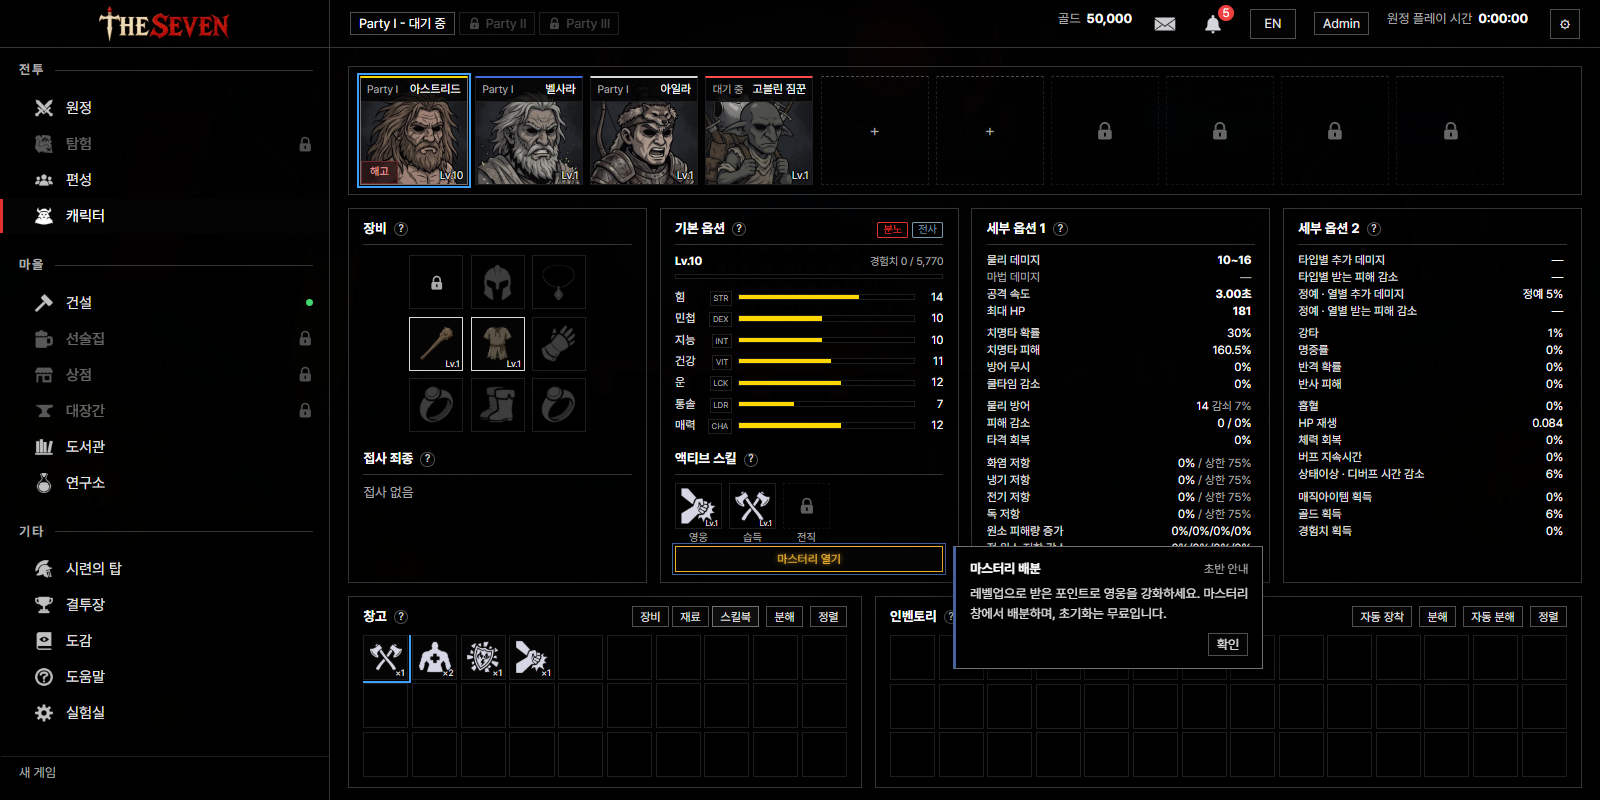 THE SEVEN
Party I - 대기 중
Party II
Party III
골드 50,000
5
EN
Admin
원정 플레이 시간 0:00:00
전투
원정
탐험
편성
캐릭터
마을
건설
선술집
상점
대장간
도서관
연구소
기타
시련의 탑
결투장
도감
도움말
실험실
새 게임
Party I 아스트리드
해고
Lv.10
Party I 벨사라
Lv.1
Party I 아일라
Lv.1
대기 중 고블린 짐꾼
Lv.1
+
+
장비 ?
Lv.1
Lv.1
접사 죄종 ?
접사 없음
기본 옵션 ?
분노
전사
Lv.10
경험치 0 / 5,770
힘 STR 14
민첩 DEX 10
지능 INT 10
건강 VIT 11
운 LCK 12
통솔 LDR 7
매력 CHA 12
액티브 스킬 ?
Lv.1
Lv.1
영웅
습득
전직
마스터리 열기
세부 옵션 1 ?
물리 데미지 10~16
마법 데미지 —
공격 속도 3.00초
최대 HP 181
치명타 확률 30%
치명타 피해 160.5%
방어 무시 0%
쿨타임 감소 0%
물리 방어 14 감쇠 7%
피해 감소 0 / 0%
타격 회복 0%
화염 저항 0% / 상한 75%
냉기 저항 0% / 상한 75%
전기 저항 0% / 상한 75%
독 저항 0% / 상한 75%
원소 피해량 증가 0%/0%/0%/0%
세부 옵션 2 ?
타입별 추가 데미지 —
타입별 받는 피해 감소 —
정예 · 열별 추가 데미지 정예 5%
정예 · 열별 받는 피해 감소 —
강타 1%
명중률 0%
반격 확률 0%
반사 피해 0%
흡혈 0%
HP 재생 0.084
체력 회복 0%
버프 지속시간 0%
상태이상 · 디버프 시간 감소 6%
매직아이템 획득 0%
골드 획득 6%
경험치 획득 0%
마스터리 배분
초반 안내
레벨업으로 받은 포인트로 영웅을 강화하세요. 마스터리
창에서 배분하며, 초기화는 무료입니다.
확인
창고 ?
장비
재료
스킬북
분해
정렬
×1
×2
×1
×1
인벤토리 ?
자동 장착
분해
자동 분해
정렬